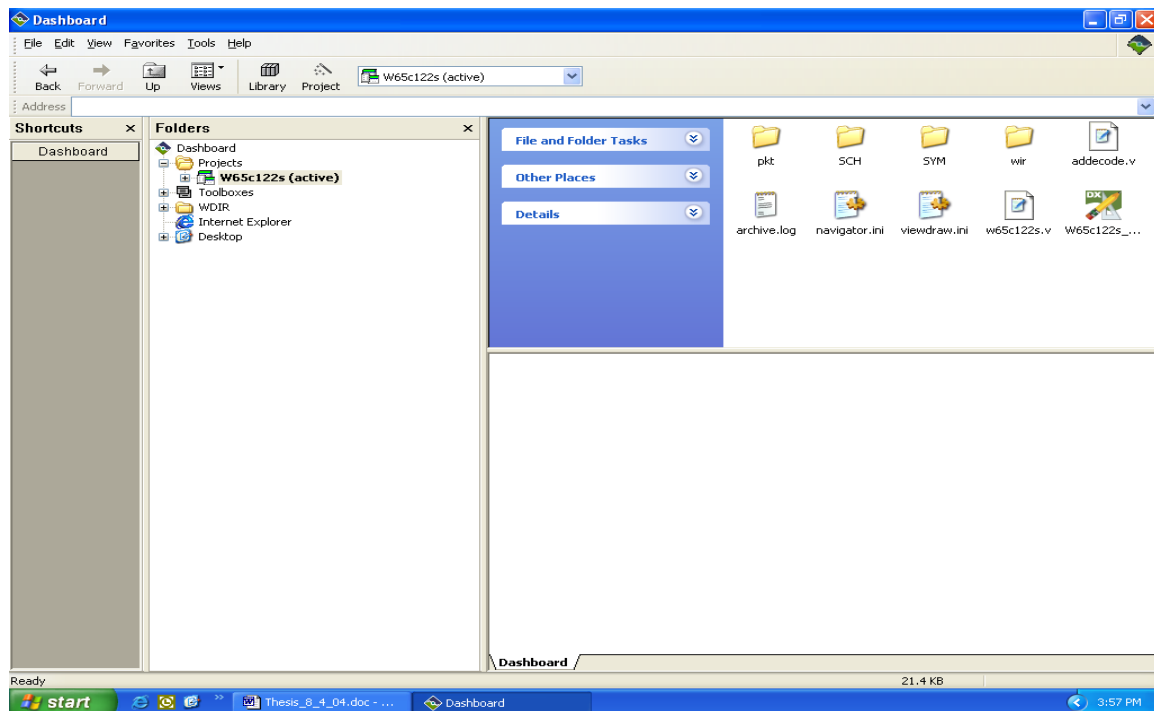 Dashboard
File Edit View Favorites Tools Help
Back Forward Up Views Library Project W65c122s (active)
Address
Shortcuts
Dashboard
Folders
Dashboard
Projects
W65c122s (active)
Toolboxes
WDIR
Internet Explorer
Desktop
File and Folder Tasks
Other Places
Details
pkt SCH SYM wir addecode.v
DX
archive.log navigator.ini viewdraw.ini w65c122s.v W65c122s_...
Dashboard
Ready 21.4 KB
start Thesis_8_4_04.doc - ... Dashboard 3:57 PM